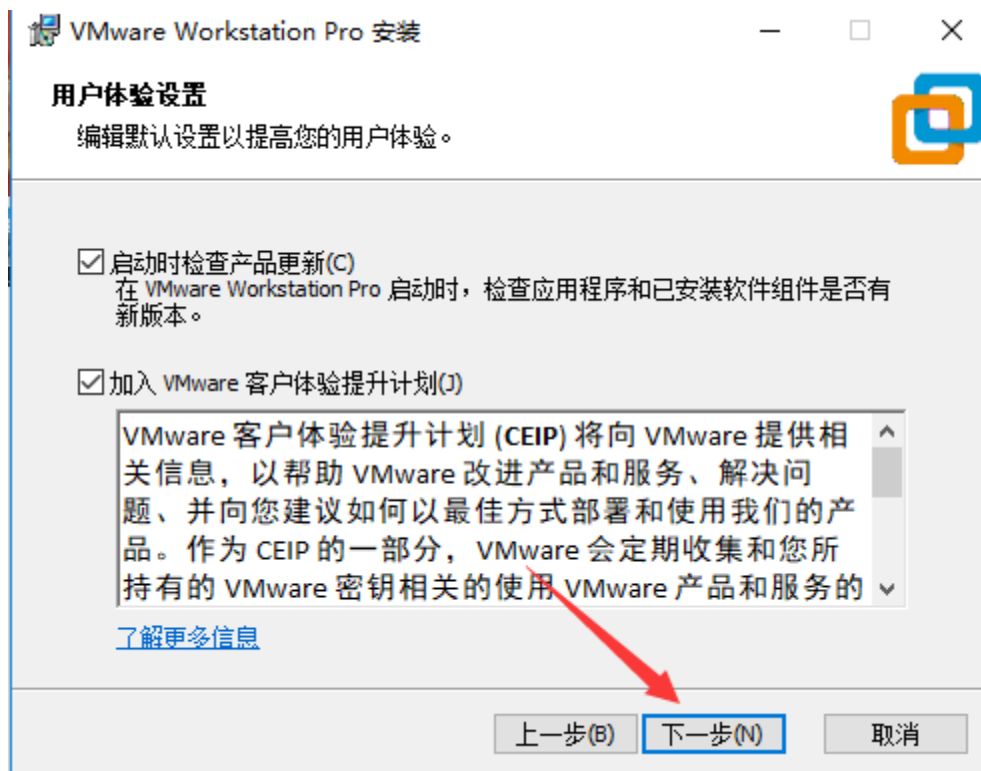 VMware Workstation Pro 安装
用户体验设置
编辑默认设置以提高您的用户体验。
启动时检查产品更新(C)
在 VMware Workstation Pro 启动时，检查应用程序和已安装软件组件是否有
新版本。
加入 VMware 客户体验提升计划(J)
VMware 客户体验提升计划 (CEIP) 将向 VMware 提供相
关信息，以帮助 VMware 改进产品和服务、解决问
题、并向您建议如何以最佳方式部署和使用我们的产
品。作为 CEIP 的一部分，VMware 会定期收集和您所
持有的 VMware 密钥相关的使用 VMware 产品和服务的
了解更多信息
上一步(B)
下一步(N)
取消